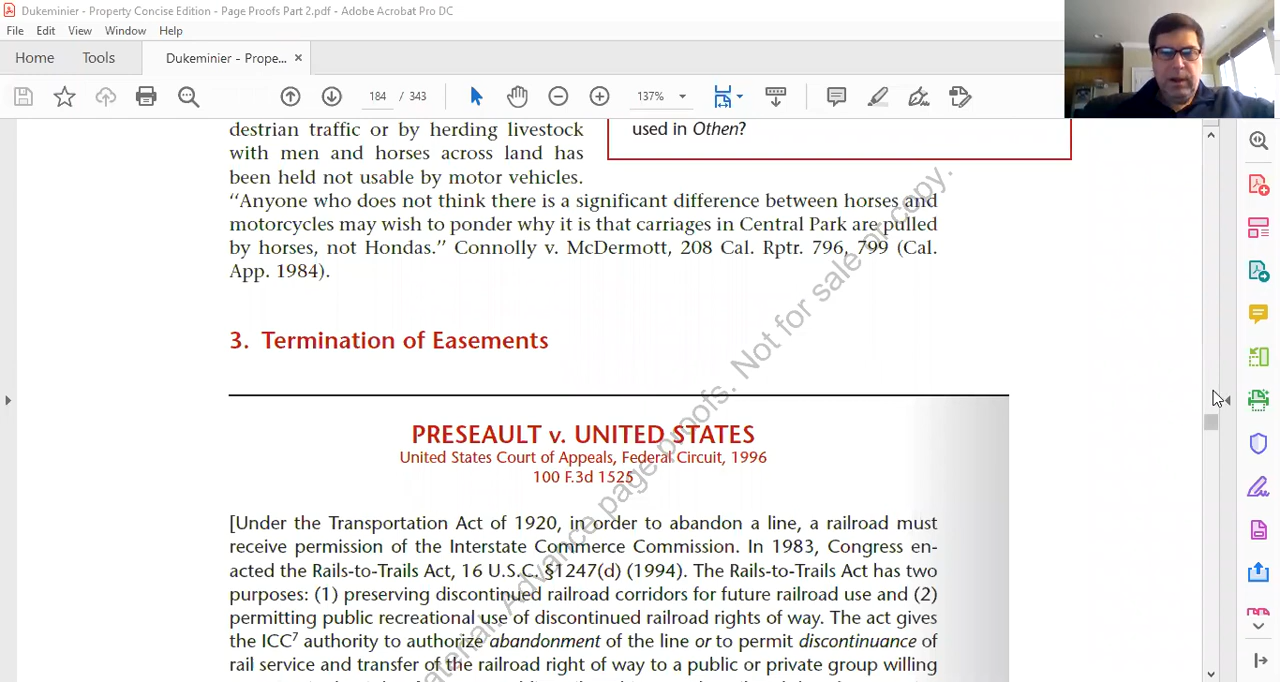 Dukeminier - Property Concise Edition - Page Proofs Part 2.pdf - Adobe Acrobat Pro DC
File Edit View Window Help
Home Tools Dukeminier - Prope... ×
184 / 343 137%
destrian traffic or by herding livestock
with men and horses across land has
been held not usable by motor vehicles.
used in Othen?
“Anyone who does not think there is a significant difference between horses and
motorcycles may wish to ponder why it is that carriages in Central Park are pulled
by horses, not Hondas.” Connolly v. McDermott, 208 Cal. Rptr. 796, 799 (Cal.
App. 1984).
3. Termination of Easements
PRESEAULT v. UNITED STATES
United States Court of Appeals, Federal Circuit, 1996
100 F.3d 1525
[Under the Transportation Act of 1920, in order to abandon a line, a railroad must
receive permission of the Interstate Commerce Commission. In 1983, Congress en-
acted the Rails-to-Trails Act, 16 U.S.C. §1247(d) (1994). The Rails-to-Trails Act has two
purposes: (1) preserving discontinued railroad corridors for future railroad use and (2)
permitting public recreational use of discontinued railroad rights of way. The act gives
the ICC7 authority to authorize abandonment of the line or to permit discontinuance of
rail service and transfer of the railroad right of way to a public or private group willing
material. Advance page proofs. Not for sale or copy.